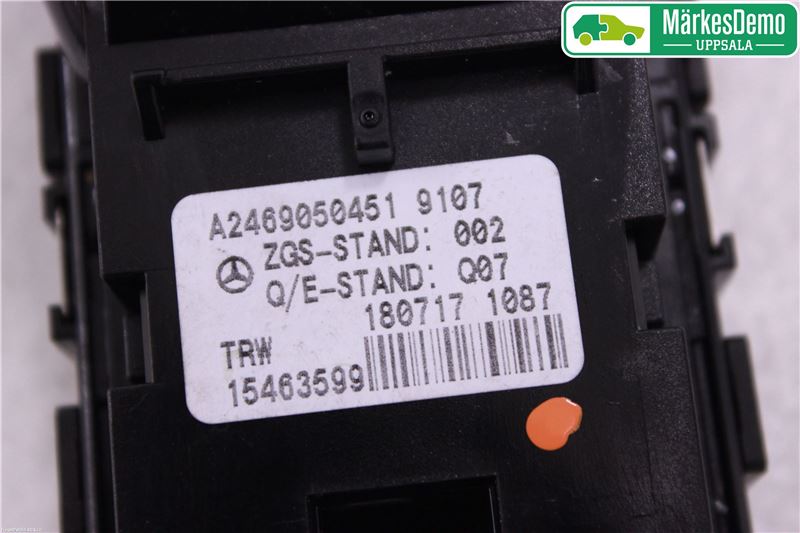 MärkesDemo
UPPSALA
A2469050451 9107
ZGS-STAND: 002
Q/E-STAND: Q07
180717 1087
TRW
15463599